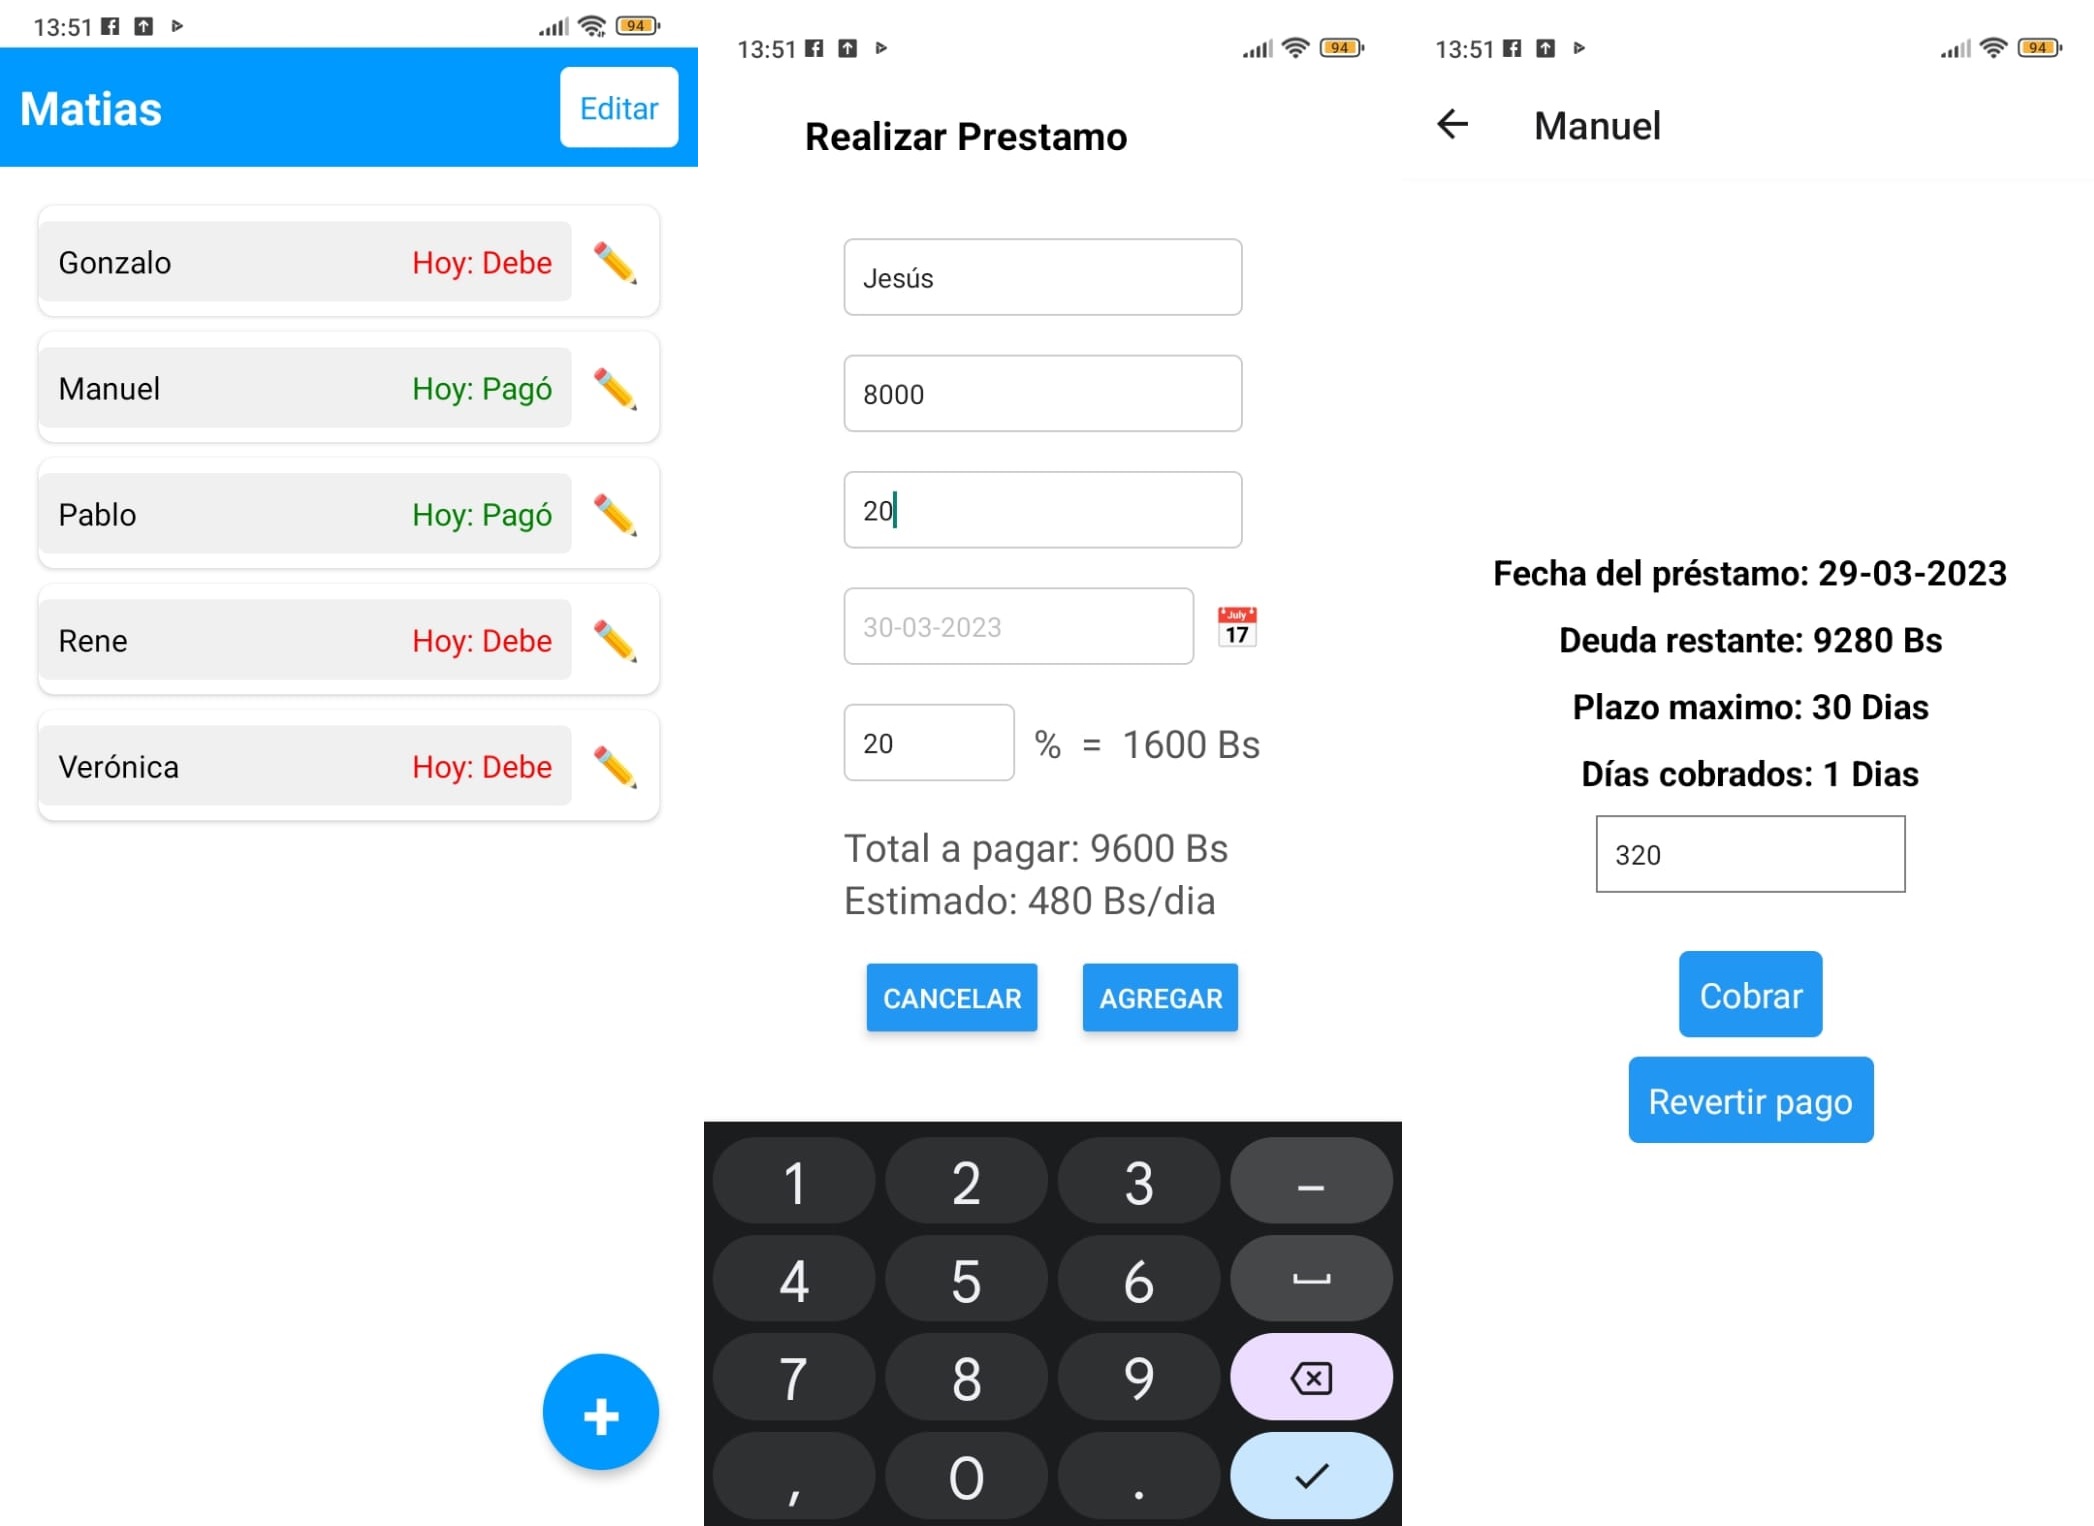 13:51
94
Matias
Editar
Gonzalo Hoy: Debe
Manuel Hoy: Pagó
Pablo Hoy: Pagó
Rene Hoy: Debe
Verónica Hoy: Debe
+
13:51
94
Realizar Prestamo
Jesús
8000
20
30-03-2023
July
17
20 % = 1600 Bs
Total a pagar: 9600 Bs
Estimado: 480 Bs/dia
CANCELAR AGREGAR
1 2 3 –
4 5 6
7 8 9
, 0 .
13:51
94
Manuel
Fecha del préstamo: 29-03-2023
Deuda restante: 9280 Bs
Plazo maximo: 30 Dias
Días cobrados: 1 Dias
320
Cobrar
Revertir pago